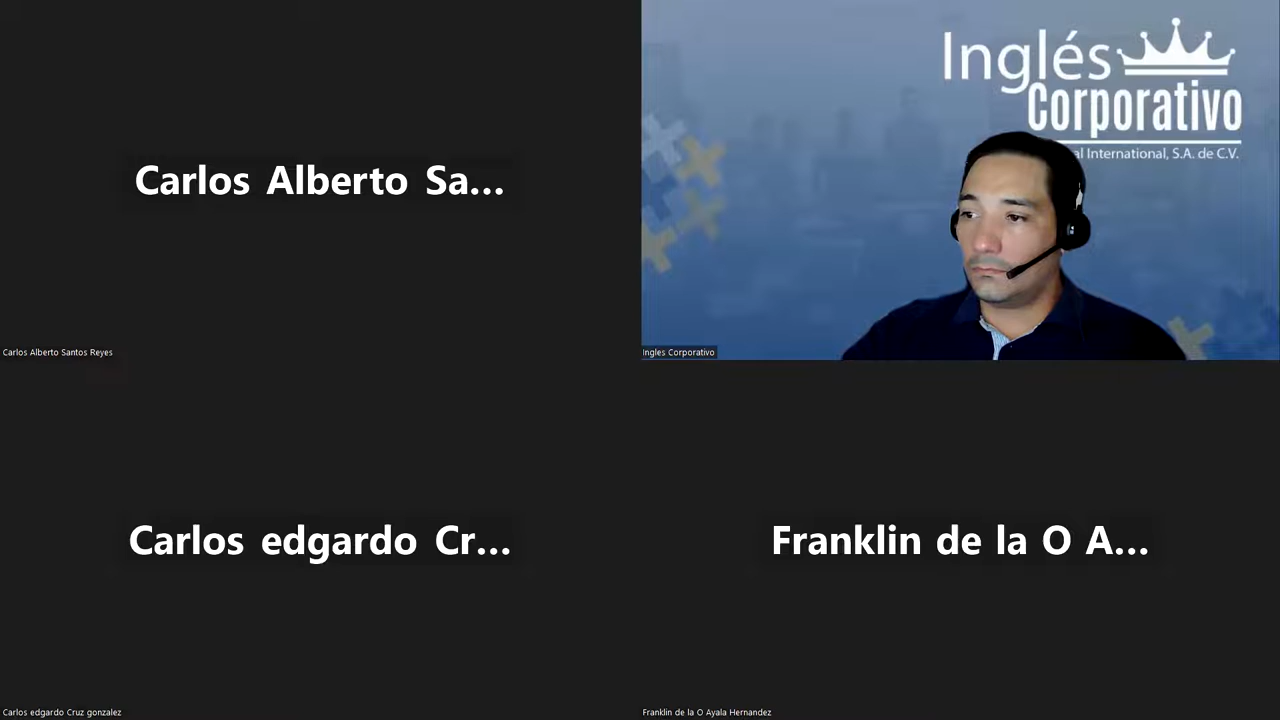 Carlos Alberto Sa...
Carlos Alberto Santos Reyes
Inglés
Corporativo
al International, S.A. de C.V.
Ingles Corporativo
Carlos edgardo Cr...
Carlos edgardo Cruz gonzalez
Franklin de la O A...
Franklin de la O Ayala Hernandez